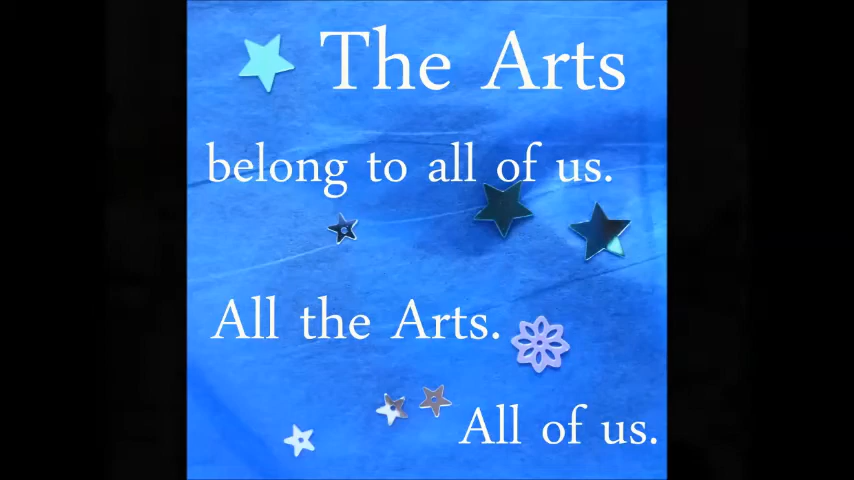 The Arts
belong to all of us.
All the Arts.
All of us.